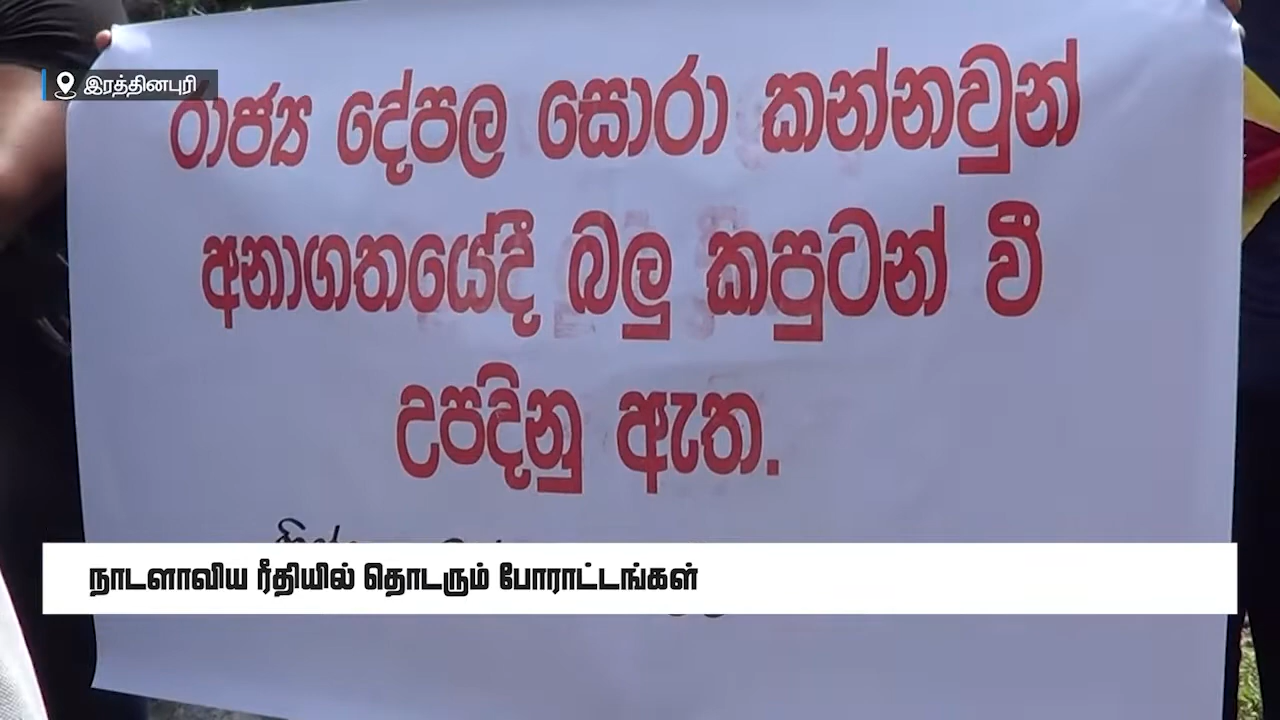 இரத்தினபுரி
රාජ්‍ය දේපල සොරා කන්නවුන්
අනාගතයේදී බලු කපුටන් වී
උපදිනු ඇත.
நாடளாவிய ரீதியில் தொடரும் போராட்டங்கள்